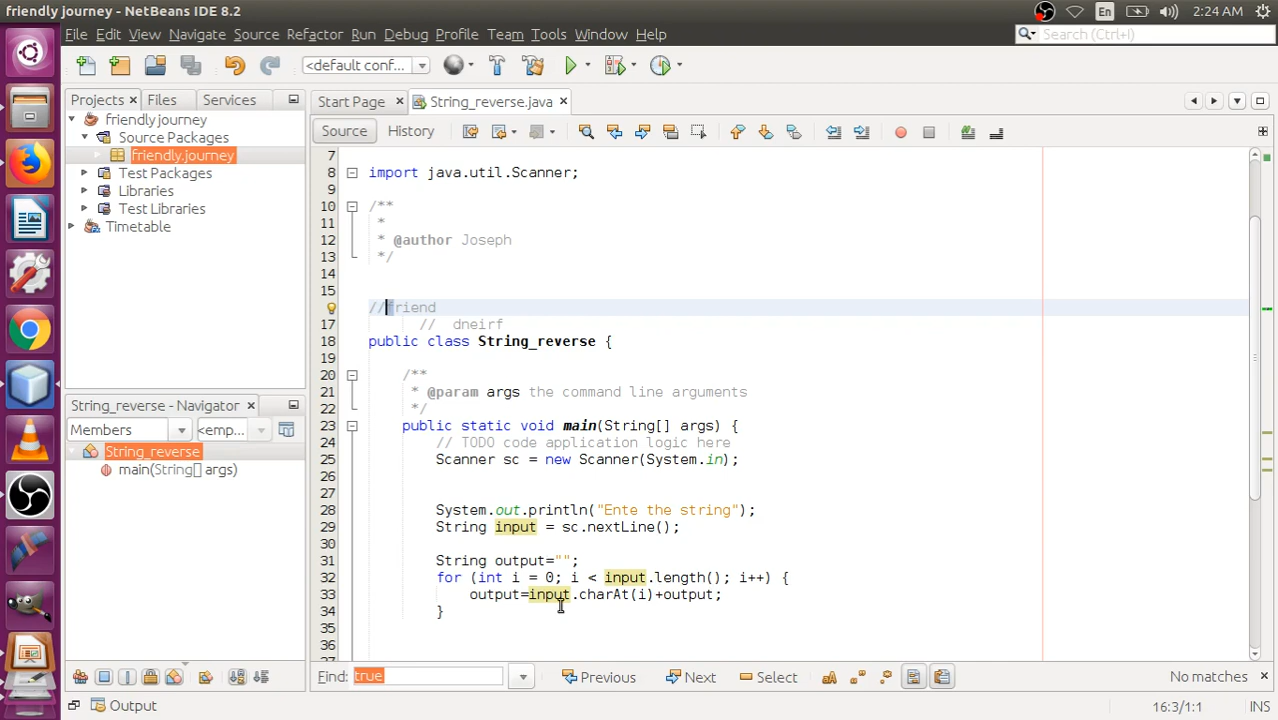 friendly journey - NetBeans IDE 8.2
En
2:24 AM
File Edit View Navigate Source Refactor Run Debug Profile Team Tools Window Help
Search (Ctrl+I)
<default conf...
Projects
Files
Services
Start Page
String_reverse.java
friendly journey
Source Packages
friendly.journey
Test Packages
Libraries
Test Libraries
Timetable
Source
History
7
8 import java.util.Scanner;
9
10 /**
11 *
12 * @author Joseph
13 */
14
15
//friend
17 // dneirf
18 public class String_reverse {
19
20 /**
21 * @param args the command line arguments
22 */
23 public static void main(String[] args) {
24 // TODO code application logic here
25 Scanner sc = new Scanner(System.in);
26
27
28 System.out.println("Ente the string");
29 String input = sc.nextLine();
30
31 String output="";
32 for (int i = 0; i < input.length(); i++) {
33 output=input.charAt(i)+output;
34 }
35
36
37
String_reverse - Navigator
Members
<emp...
String_reverse
main(String[] args)
Find: true
Previous
Next
Select
No matches
Output
16:3/1:1
INS